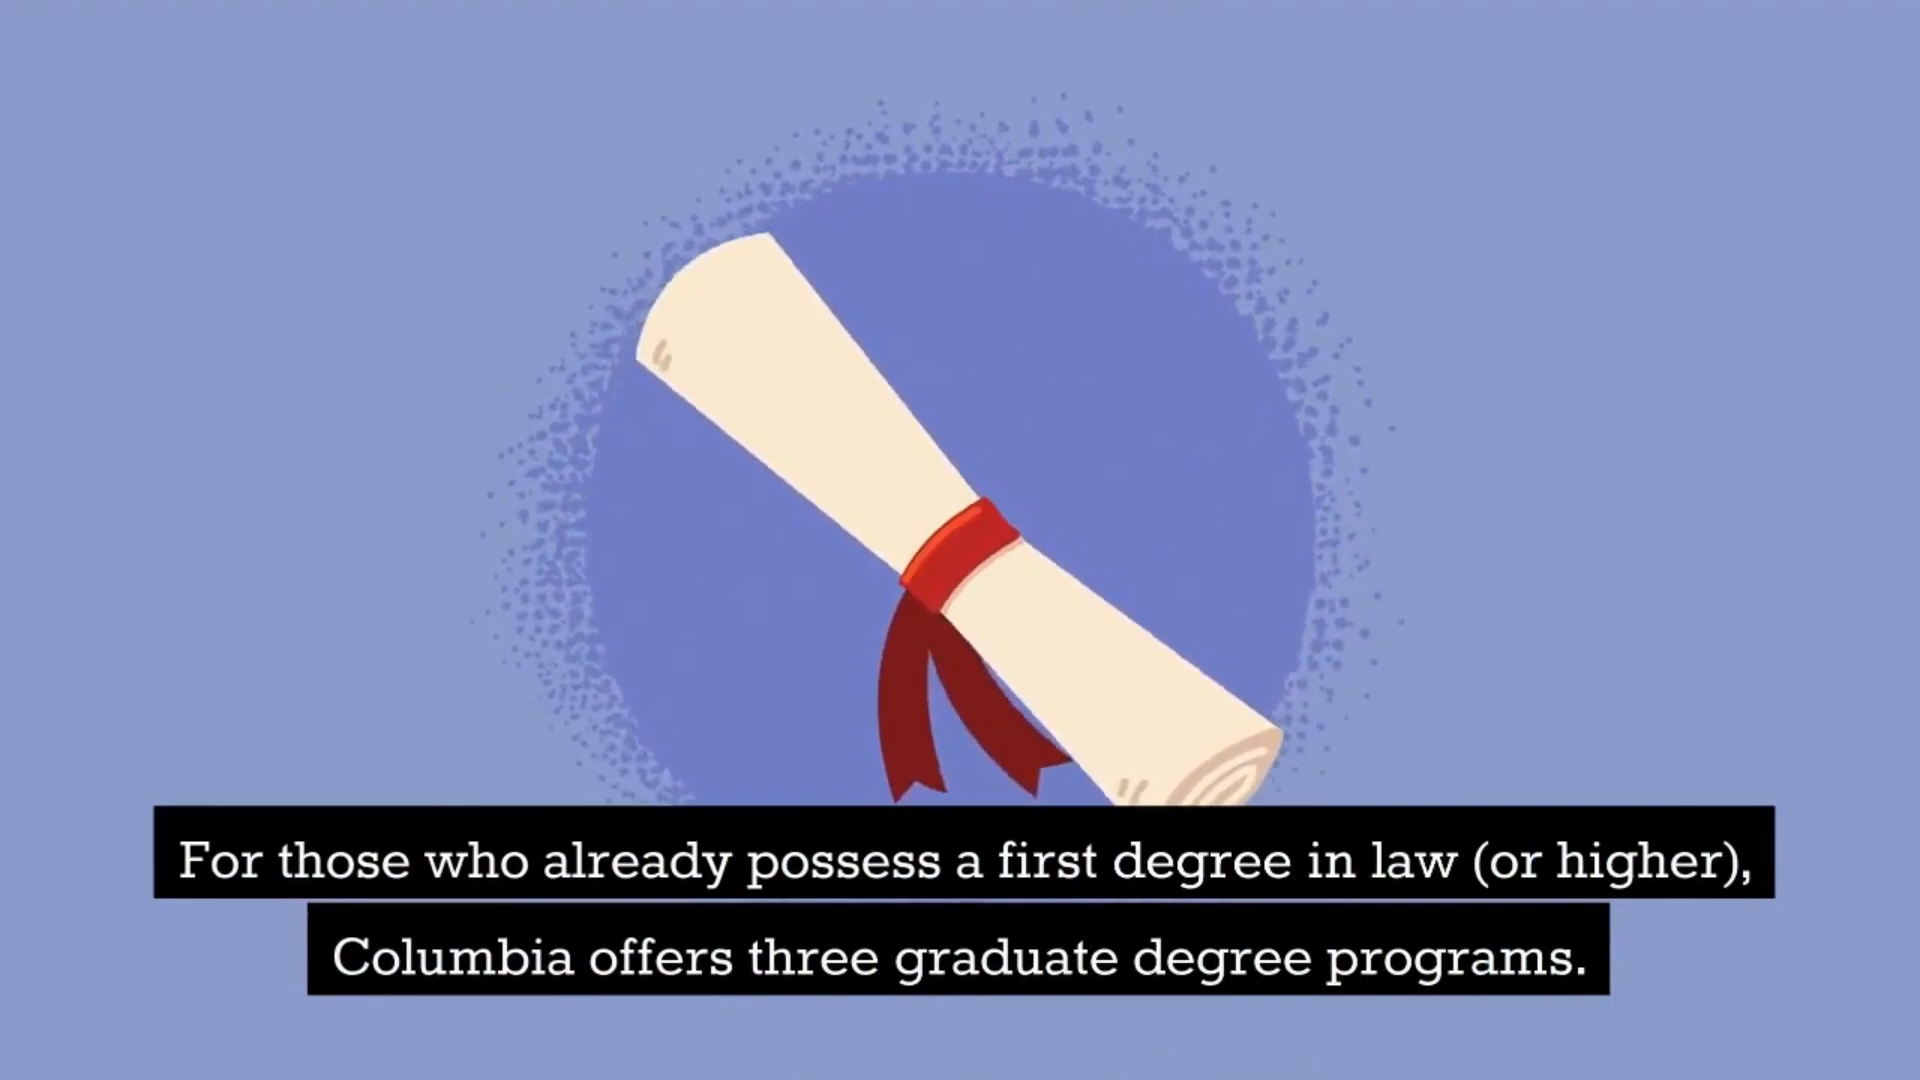 For those who already possess a first degree in law (or higher),
Columbia offers three graduate degree programs.